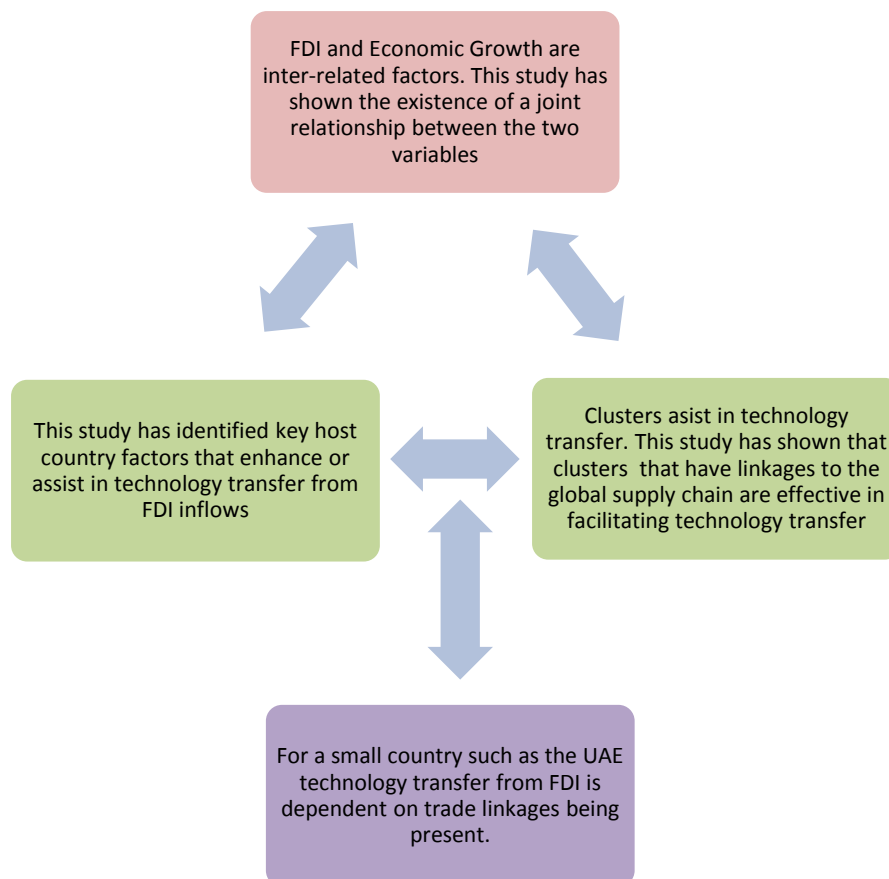 FDI and Economic Growth are
inter-related factors. This study has
shown the existence of a joint
relationship between the two
variables
This study has identified key host
country factors that enhance or
assist in technology transfer from
FDI inflows
Clusters asist in technology
transfer. This study has shown that
clusters that have linkages to the
global supply chain are effective in
facilitating technology transfer
For a small country such as the UAE
technology transfer from FDI is
dependent on trade linkages being
present.